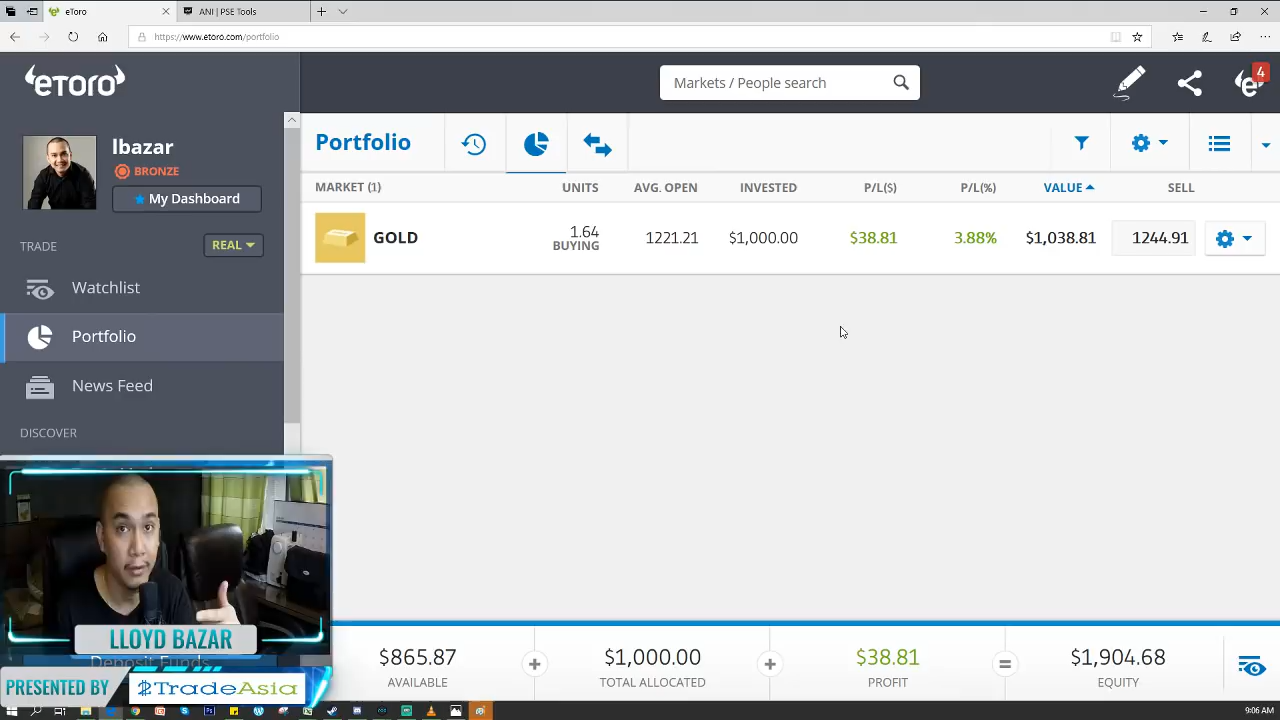 eToro
ANI | PSE Tools
https://www.etoro.com/portfolio
eToro
Markets / People search
4
lbazar
BRONZE
My Dashboard
TRADE
REAL
Watchlist
Portfolio
News Feed
DISCOVER
Portfolio
MARKET (1)
UNITS
AVG. OPEN
INVESTED
P/L($)
P/L(%)
VALUE
SELL
GOLD
1.64
BUYING
1221.21
$1,000.00
$38.81
3.88%
$1,038.81
1244.91
LLOYD BAZAR
Deposit Funds
PRESENTED BY
TradeAsia
$865.87
AVAILABLE
$1,000.00
TOTAL ALLOCATED
$38.81
PROFIT
$1,904.68
EQUITY
9:06 AM